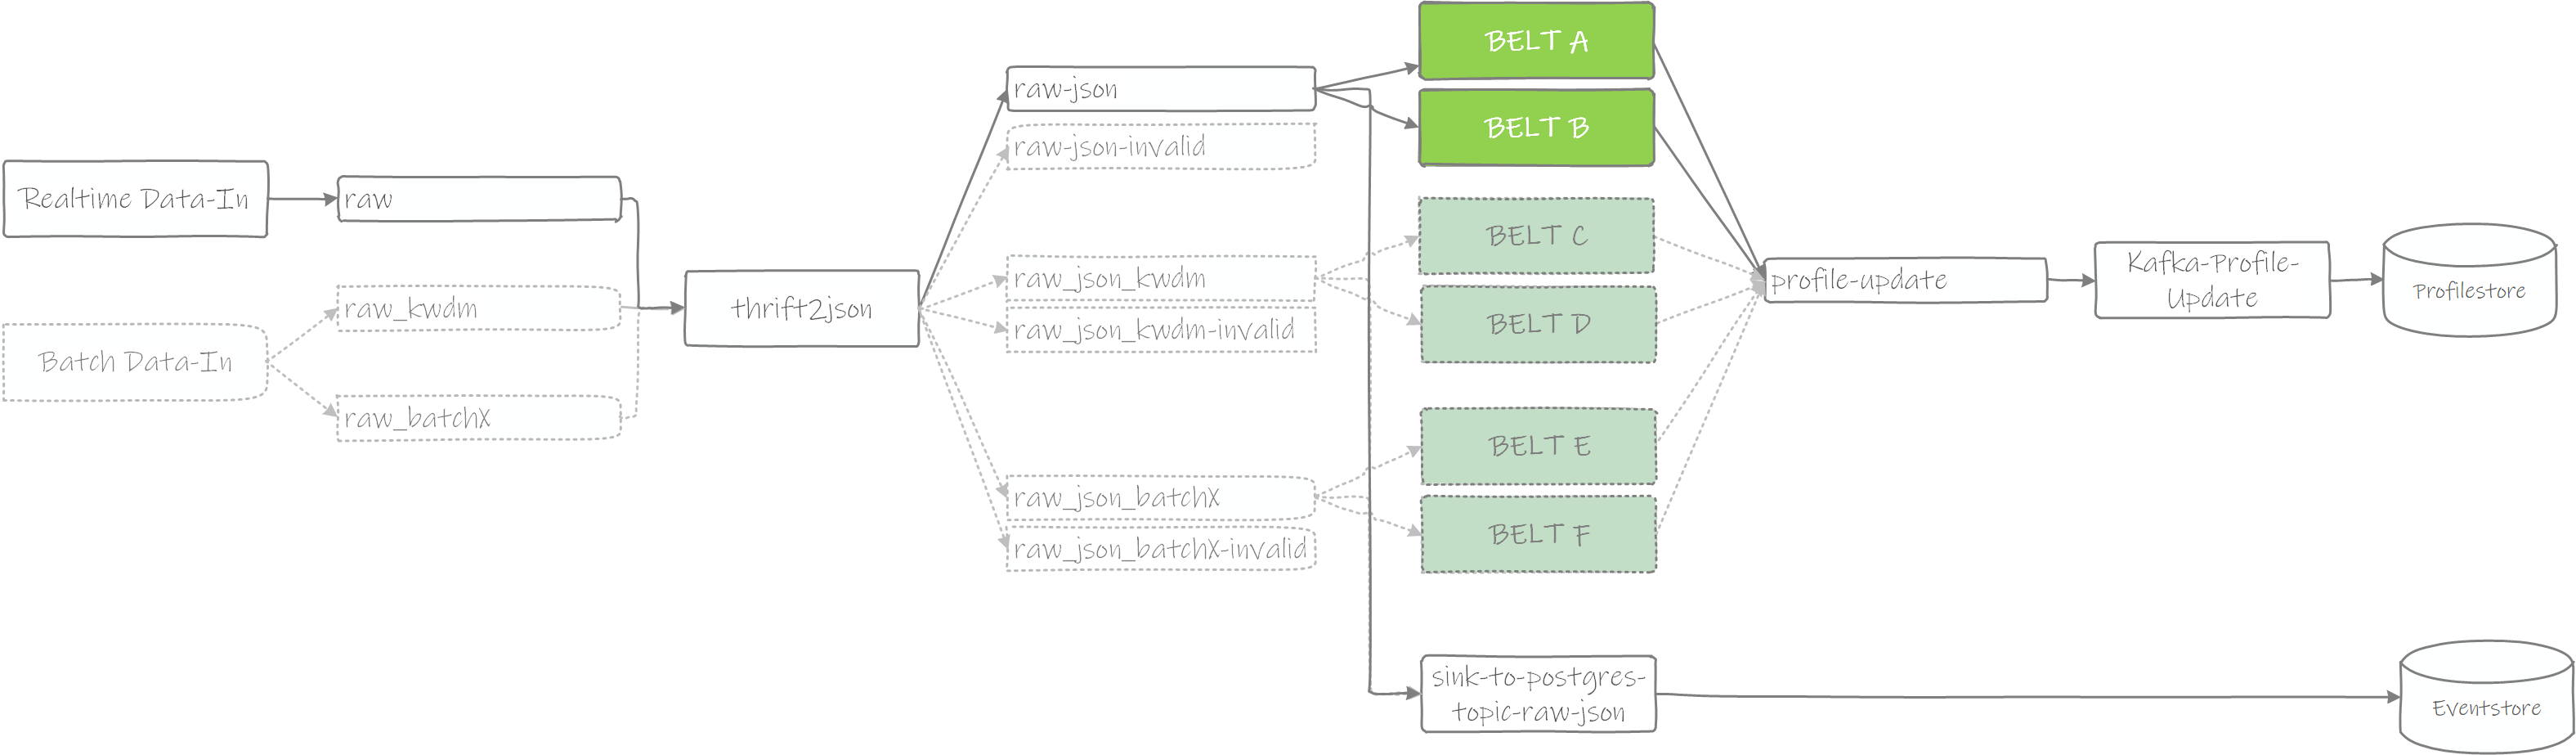 Realtime Data-In
Batch Data-In
raw
raw_kwdm
raw_batchX
thrift2json
raw-json
raw-json-invalid
raw_json_kwdm
raw_json_kwdm-invalid
raw_json_batchX
raw_json_batchX-invalid
BELT A
BELT B
BELT C
BELT D
BELT E
BELT F
sink-to-postgres-
topic-raw-json
profile-update
Kafka-Profile-
Update
Profilestore
Eventstore